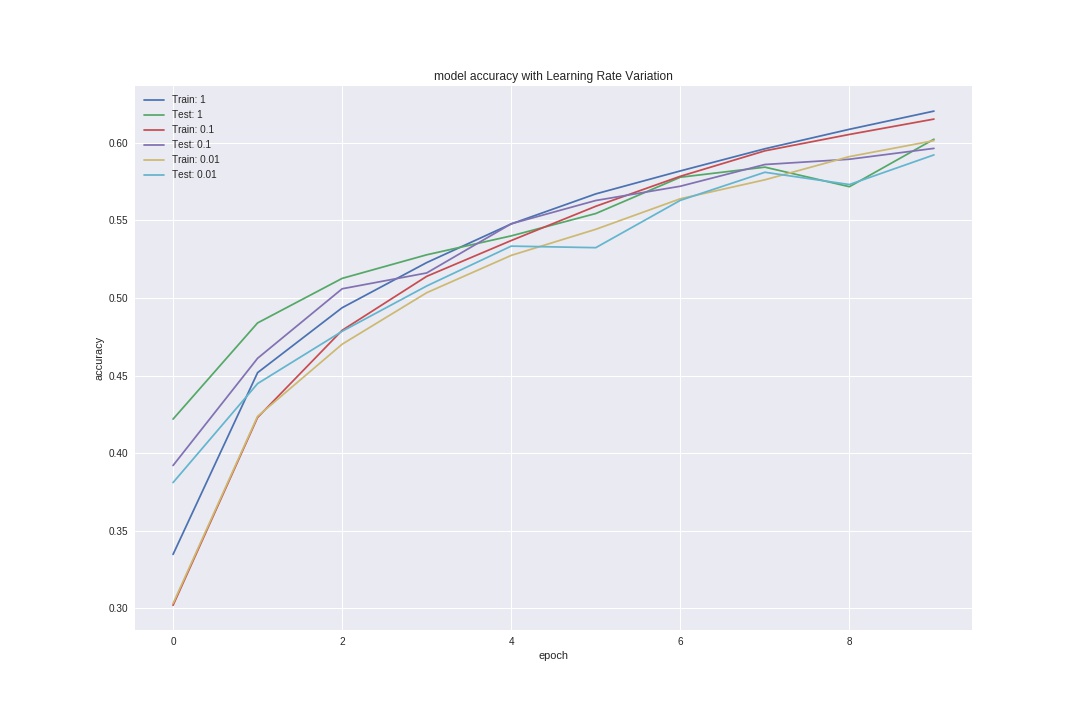 model accuracy with Learning Rate Variation
Train: 1
Test: 1
Train: 0.1
Test: 0.1
Train: 0.01
Test: 0.01
accuracy
0.60
0.55
0.50
0.45
0.40
0.35
0.30
0 2 4 6 8
epoch